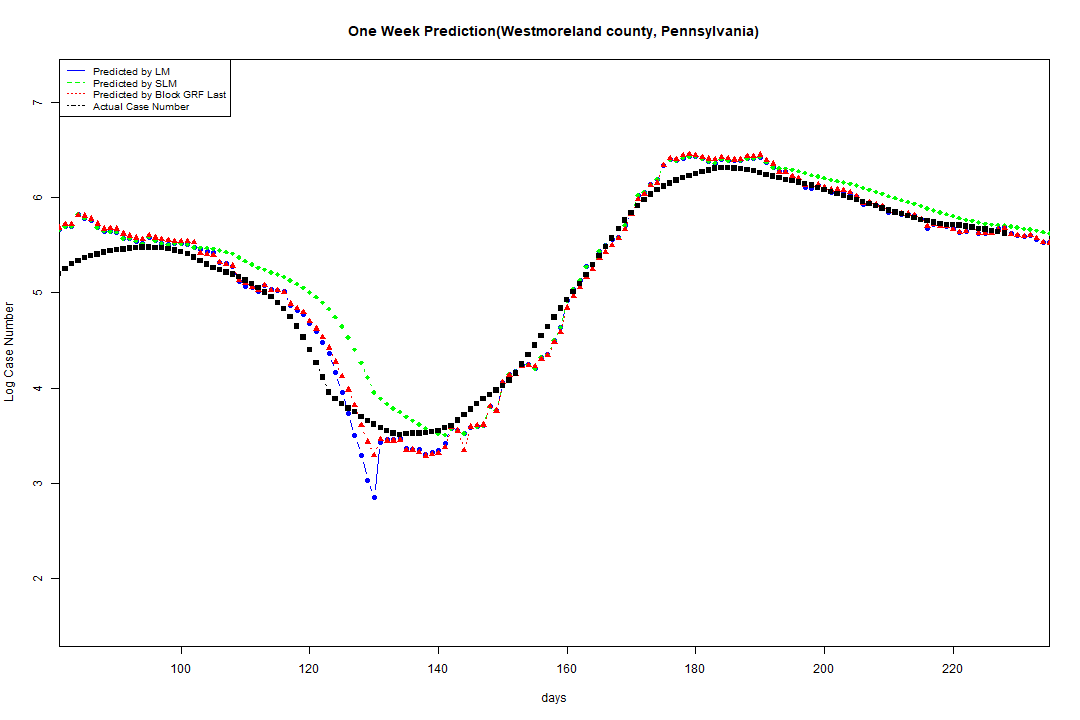 One Week Prediction(Westmoreland county, Pennsylvania)
Predicted by LM
Predicted by SLM
Predicted by Block GRF Last
Actual Case Number
7
6
5
4
3
2
Log Case Number
100 120 140 160 180 200 220
days